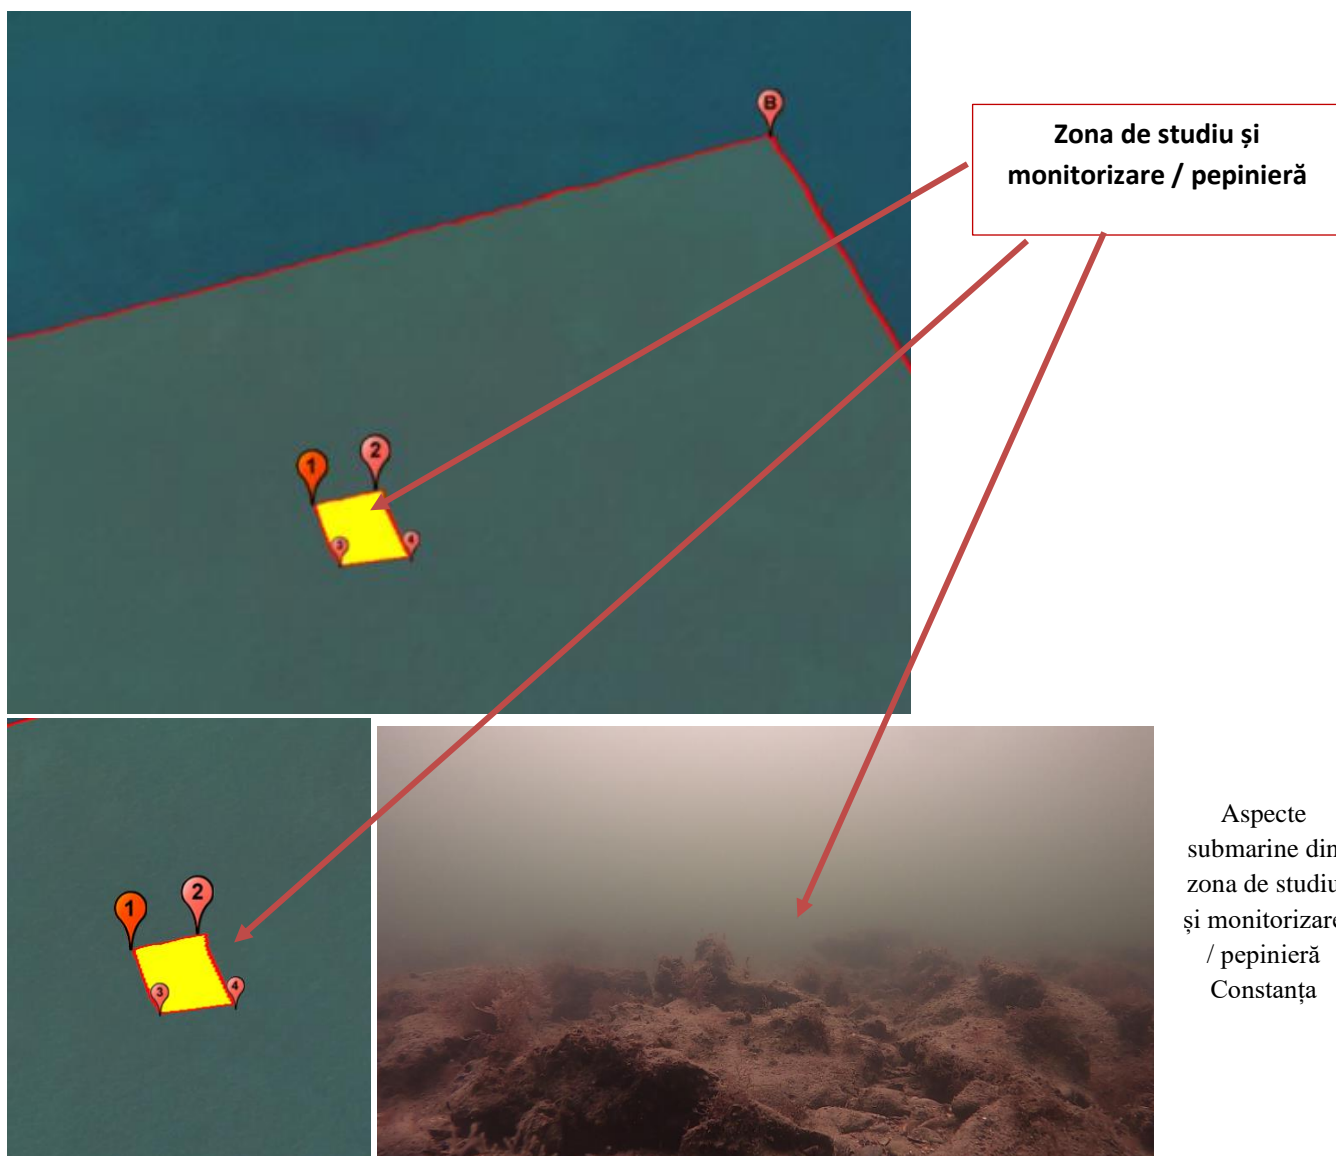 B
Zona de studiu și
monitorizare / pepinieră
1
2
3
4
1
2
3
4
Aspecte
submarine din
zona de studiu
și monitorizare
/ pepinieră
Constanța